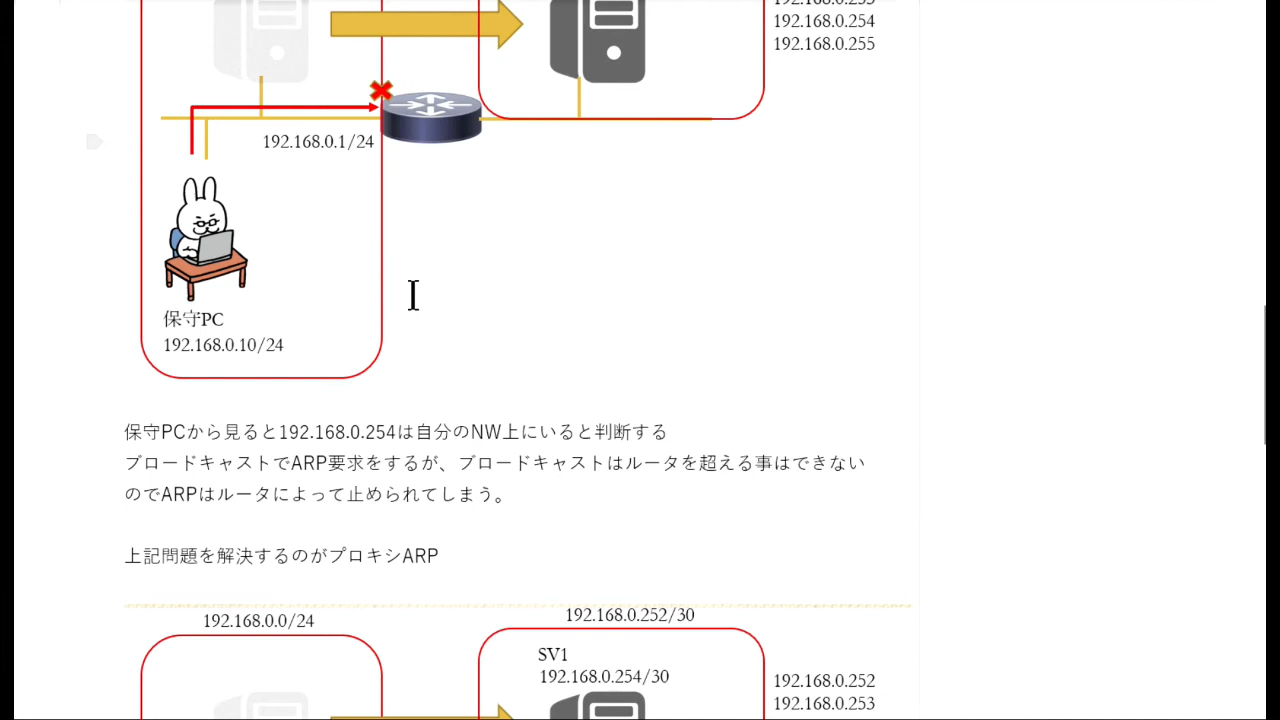 192.168.0.253
192.168.0.254
192.168.0.255
192.168.0.1/24
保守PC
192.168.0.10/24
保守PCから見ると192.168.0.254は自分のNW上にいると判断する
ブロードキャストでARP要求をするが、ブロードキャストはルータを超える事はできない
のでARPはルータによって止められてしまう。
上記問題を解決するのがプロキシARP
192.168.0.0/24
192.168.0.252/30
SV1
192.168.0.254/30
192.168.0.252
192.168.0.253